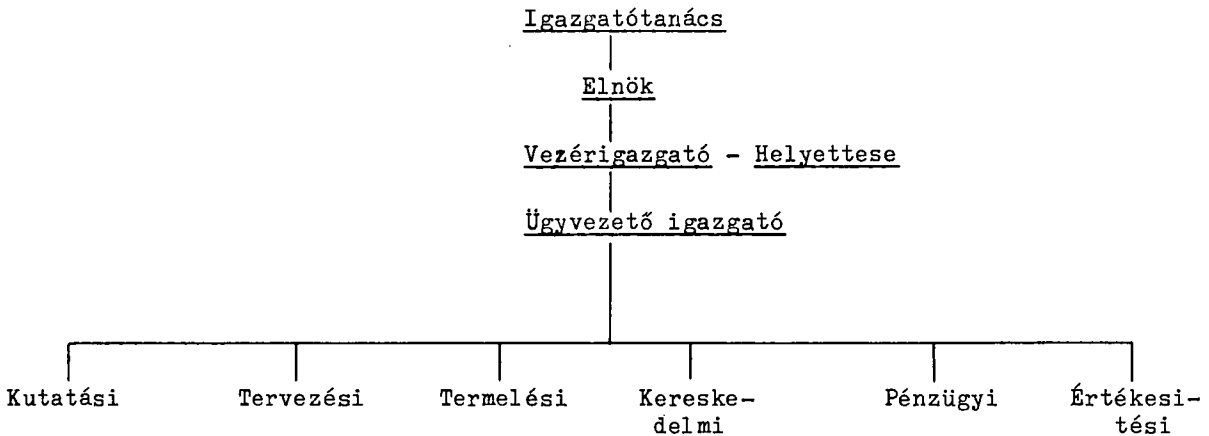 Igazgatótanács
Elnök
Vezérigazgató - Helyettese
Ügyvezető igazgató
Kutatási Tervezési Termelési Kereske- Pénzügyi Értékesi-
delmi tési